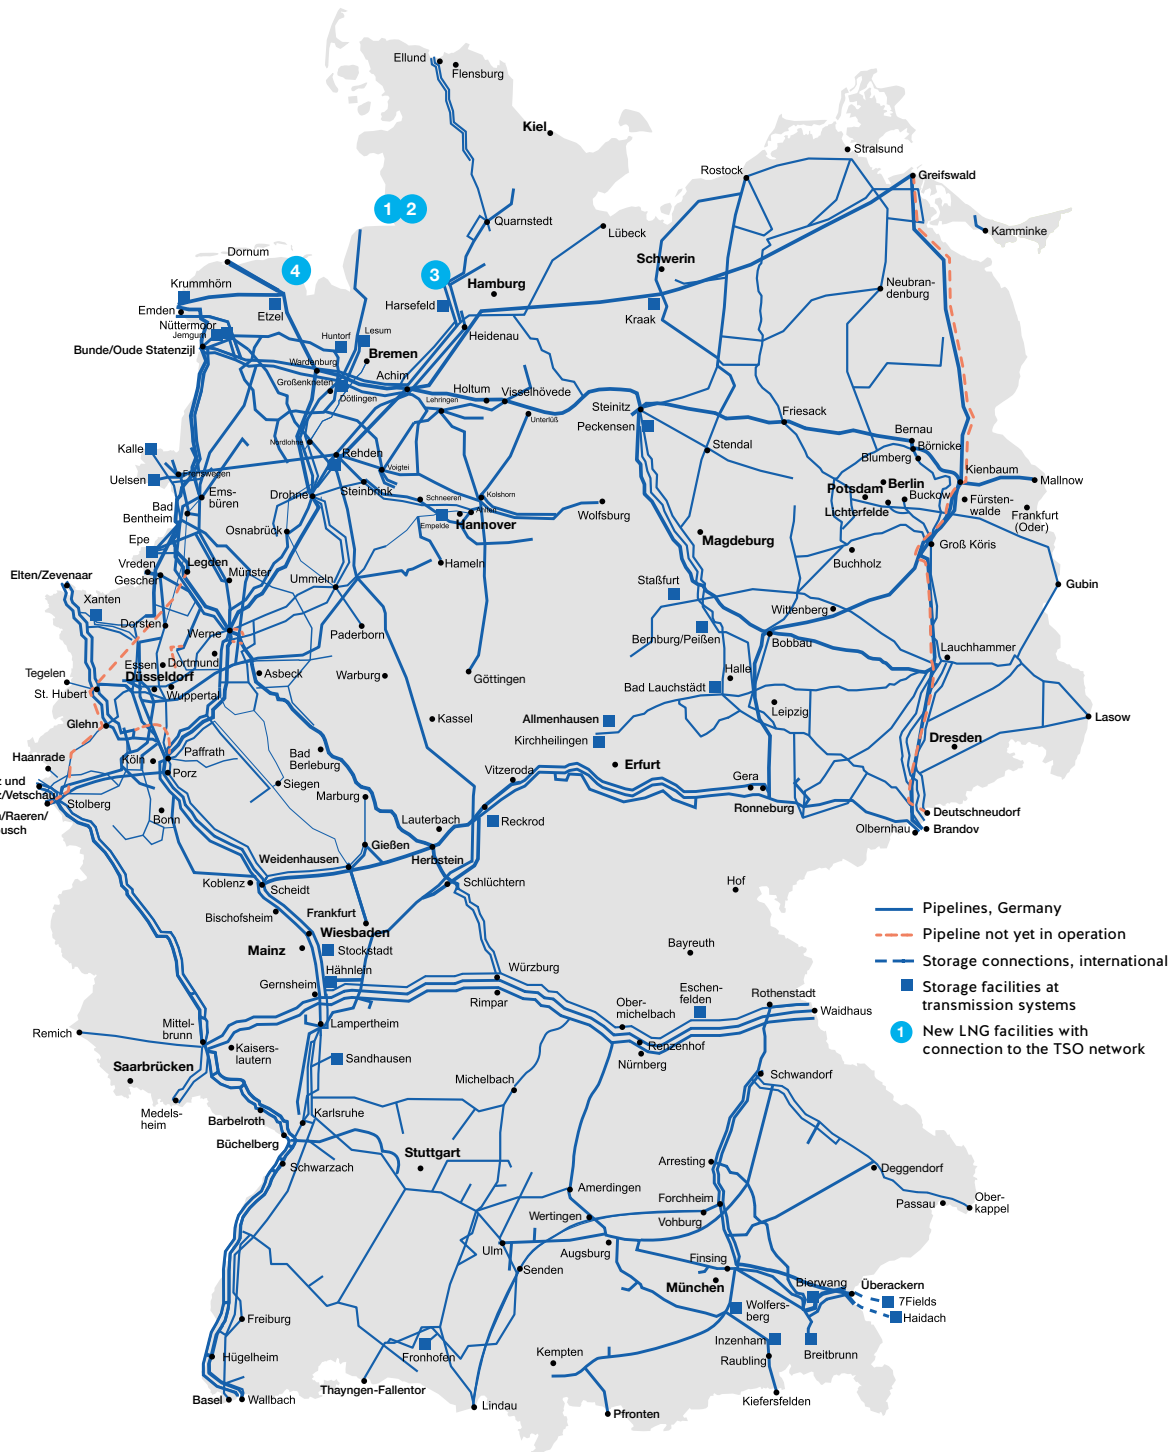 Ellund
Flensburg
Kiel
Stralsund
Rostock
Greifswald
1
2
Quarnstedt
Lübeck
Kamminke
Dornum
4
3
Schwerin
Hamburg
Krummhörn
Harsefeld
Neubran-
denburg
Emden
Etzel
Kraak
Nüttermoor
Jemgum
Huntorf
Lesum
Heidenau
Bunde/Oude Statenzijl
Bremen
Wardenburg
Achim
Großenkneten
Dötlingen
Holtum
Visselhövede
Lehringen
Steinitz
Friesack
Unterlüß
Peckensen
Bernau
Nordlohne
Stendal
Börnicke
Kalle
Rehden
Blumberg
Frenswegen
Voigtei
Kienbaum
Uelsen
Mallnow
Potsdam
Berlin
Ems-
büren
Drohne
Steinbrink
Schneeren
Kolshorn
Buckow
Fürsten-
walde
Bad
Bentheim
Ahlten
Wolfsburg
Lichterfelde
Frankfurt
(Oder)
Empelde
Hannover
Osnabrück
Magdeburg
Epe
Groß Köris
Vreden
Legden
Hameln
Buchholz
Elten/Zevenaar
Gescher
Münster
Ummeln
Gubin
Xanten
Staßfurt
Wittenberg
Dorsten
Werne
Paderborn
Bernburg/Peißen
Bobbau
Lauchhammer
Essen
Dortmund
Tegelen
Düsseldorf
Asbeck
Warburg
Göttingen
Halle
St. Hubert
Wuppertal
Bad Lauchstädt
Glehn
Kassel
Allmenhausen
Leipzig
Lasow
Kirchheilingen
Dresden
Haanrade
Köln
Paffrath
Bad
Berleburg
Erfurt
Porz
Vitzeroda
Gera
z und
z/Vetschau
Siegen
Marburg
Stolberg
Ronneburg
Deutschneudorf
n/Raeren/
usch
Bonn
Lauterbach
Reckrod
Olbernhau
Brandov
Gießen
Weidenhausen
Herbstein
Koblenz
Scheidt
Schlüchtern
Hof
Bischofsheim
Frankfurt
Pipelines, Germany
Wiesbaden
Pipeline not yet in operation
Mainz
Stockstadt
Bayreuth
Storage connections, international
Hähnlein
Würzburg
Gernsheim
Eschen-
felden
Rothenstadt
Storage facilities at
transmission systems
Rimpar
Ober-
michelbach
Waidhaus
Remich
Mittel-
brunn
Lampertheim
1
New LNG facilities with
connection to the TSO network
Kaisers-
lautern
Renzenhof
Sandhausen
Nürnberg
Saarbrücken
Michelbach
Schwandorf
Medels-
heim
Barbelroth
Karlsruhe
Büchelberg
Stuttgart
Schwarzach
Arresting
Deggendorf
Amerdingen
Forchheim
Passau
Ober-
kappel
Wertingen
Vohburg
Ulm
Augsburg
Finsing
Senden
München
Bierwang
Überackern
7Fields
Wolfers-
berg
Haidach
Freiburg
Inzenham
Fronhofen
Kempten
Raubling
Breitbrunn
Hügelheim
Thayngen-Fallentor
Basel
Wallbach
Lindau
Pfronten
Kiefersfelden